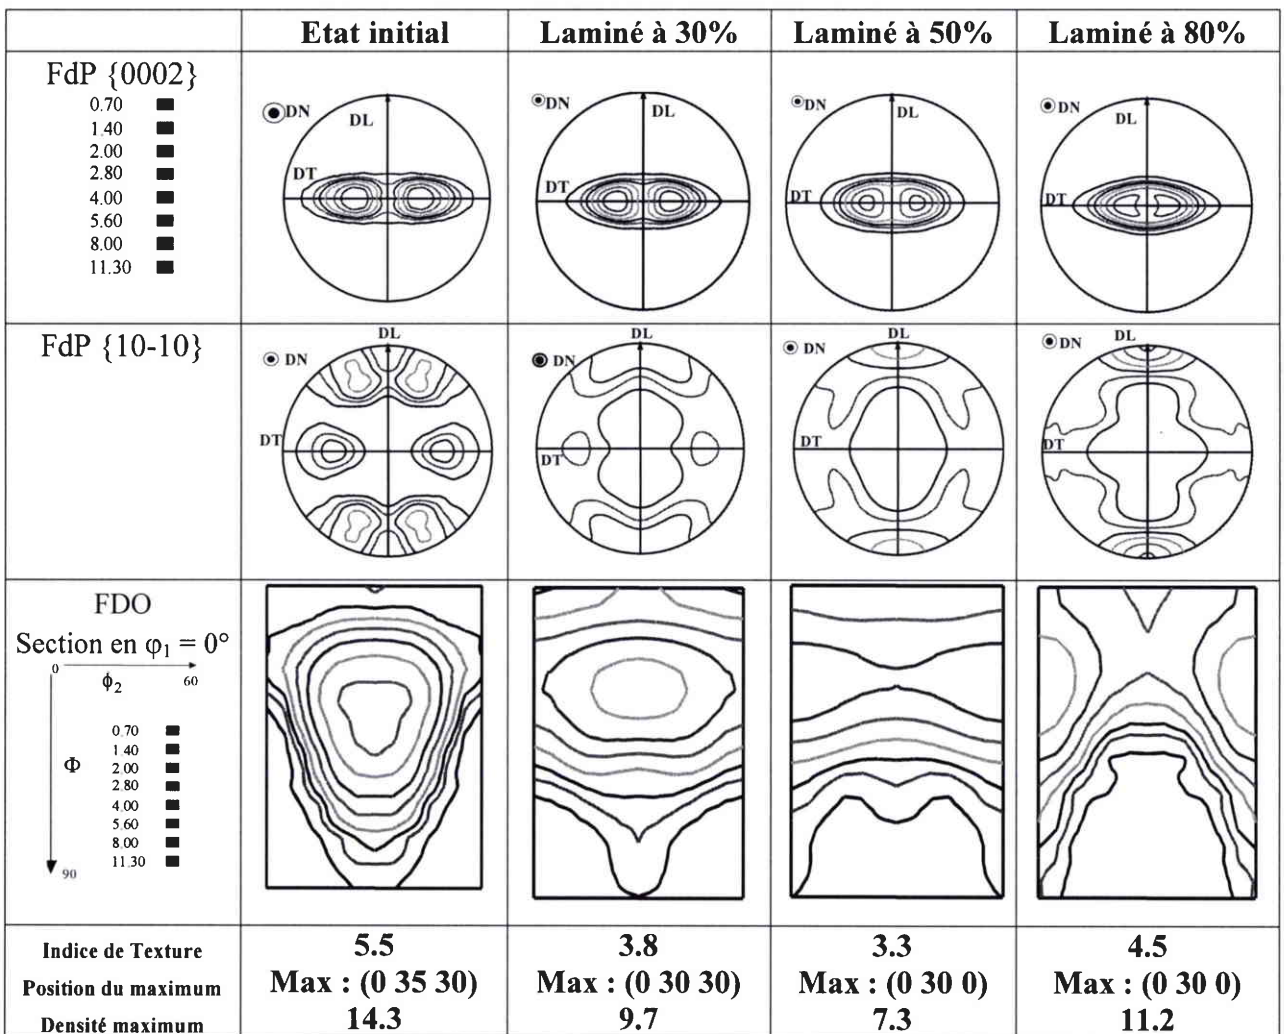 Etat initial Laminé à 30% Laminé à 50% Laminé à 80%
FdP {0002}
0.70
1.40
2.00
2.80
4.00
5.60
8.00
11.30
DN DL DT
DN DL DT
DN DL DT
DN DL DT
FdP {10-10}
DL DN DT
DL DN DT
DL DN DT
DL DN DT
FDO
Section en φ₁ = 0°
0 ϕ₂ 60
Φ
90
0.70
1.40
2.00
2.80
4.00
5.60
8.00
11.30
Indice de Texture 5.5 3.8 3.3 4.5
Position du maximum Max : (0 35 30) Max : (0 30 30) Max : (0 30 0) Max : (0 30 0)
Densité maximum 14.3 9.7 7.3 11.2